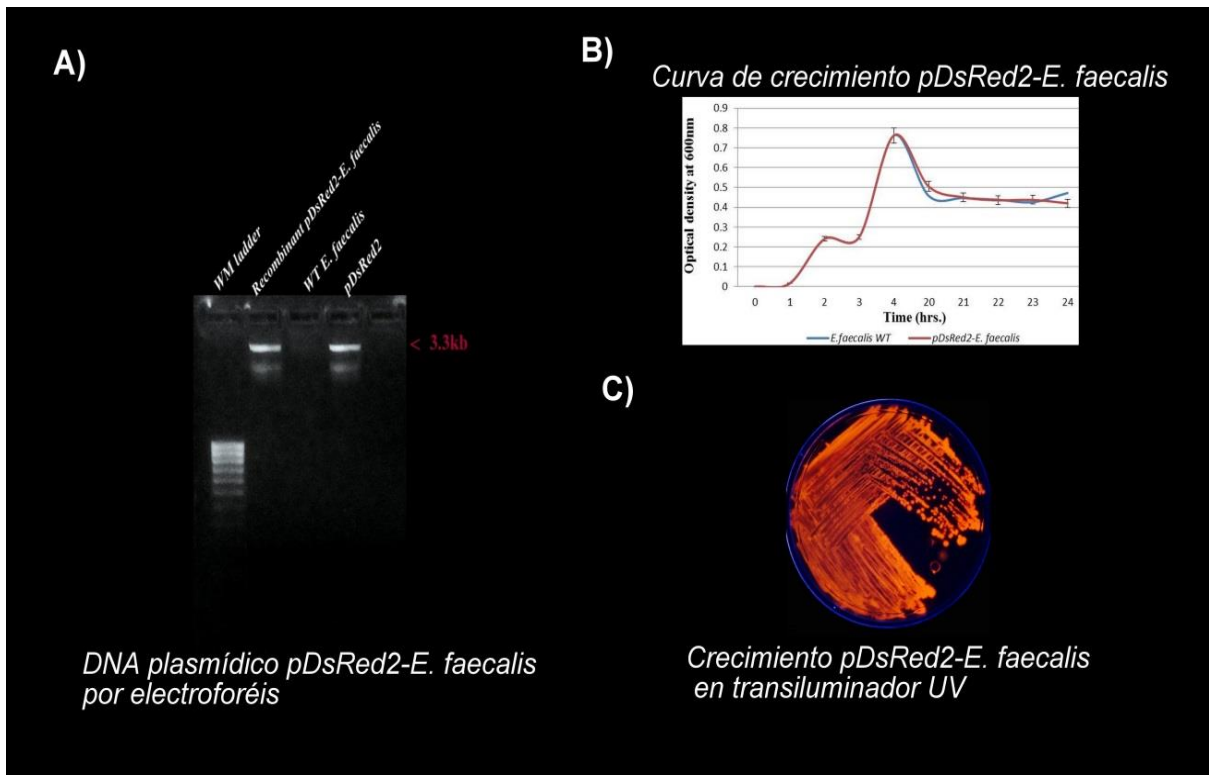 A)
WM ladder
Recombinant pDsRed2-E. faecalis
WT E. faecalis
pDsRed2
< 3.3kb
DNA plasmídico pDsRed2-E. faecalis
por electroforéis
B)
Curva de crecimiento pDsRed2-E. faecalis
Optical density at 600nm
0.9
0.8
0.7
0.6
0.5
0.4
0.3
0.2
0.1
0
0 1 2 3 4 20 21 22 23 24
Time (hrs.)
E.faecalis WT pDsRed2-E. faecalis
C)
Crecimiento pDsRed2-E. faecalis
en transiluminador UV